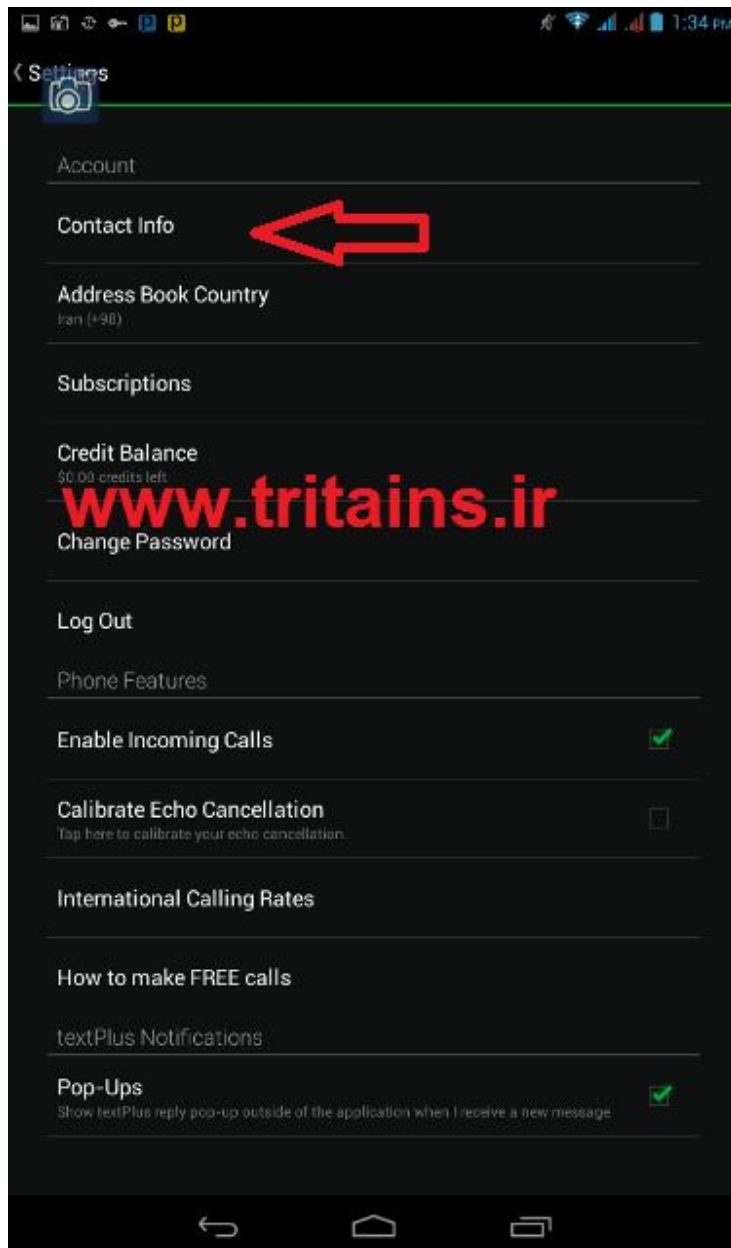 1:34 PM
Settings
Account
Contact Info
Address Book Country
Iran (+98)
Subscriptions
Credit Balance
$0.00 credits left
www.tritains.ir
Change Password
Log Out
Phone Features
Enable Incoming Calls
Calibrate Echo Cancellation
Tap here to calibrate your echo cancellation.
International Calling Rates
How to make FREE calls
textPlus Notifications
Pop-Ups
Show textPlus reply pop-up outside of the application when I receive a new message